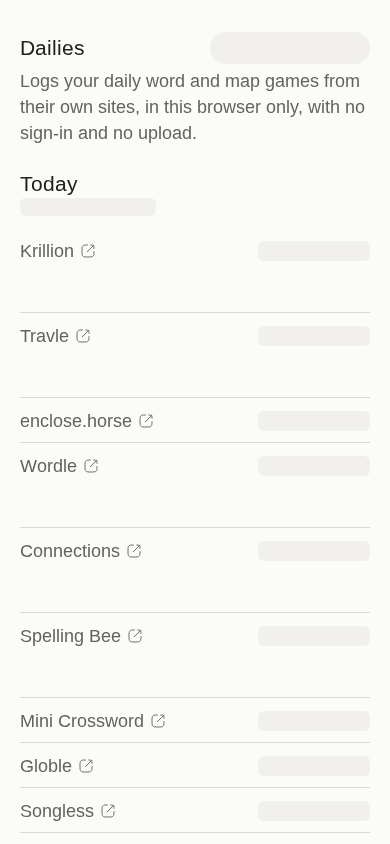 Dailies
Logs your daily word and map games from
their own sites, in this browser only, with no
sign-in and no upload.
Today
Krillion
Travle
enclose.horse
Wordle
Connections
Spelling Bee
Mini Crossword
Globle
Songless